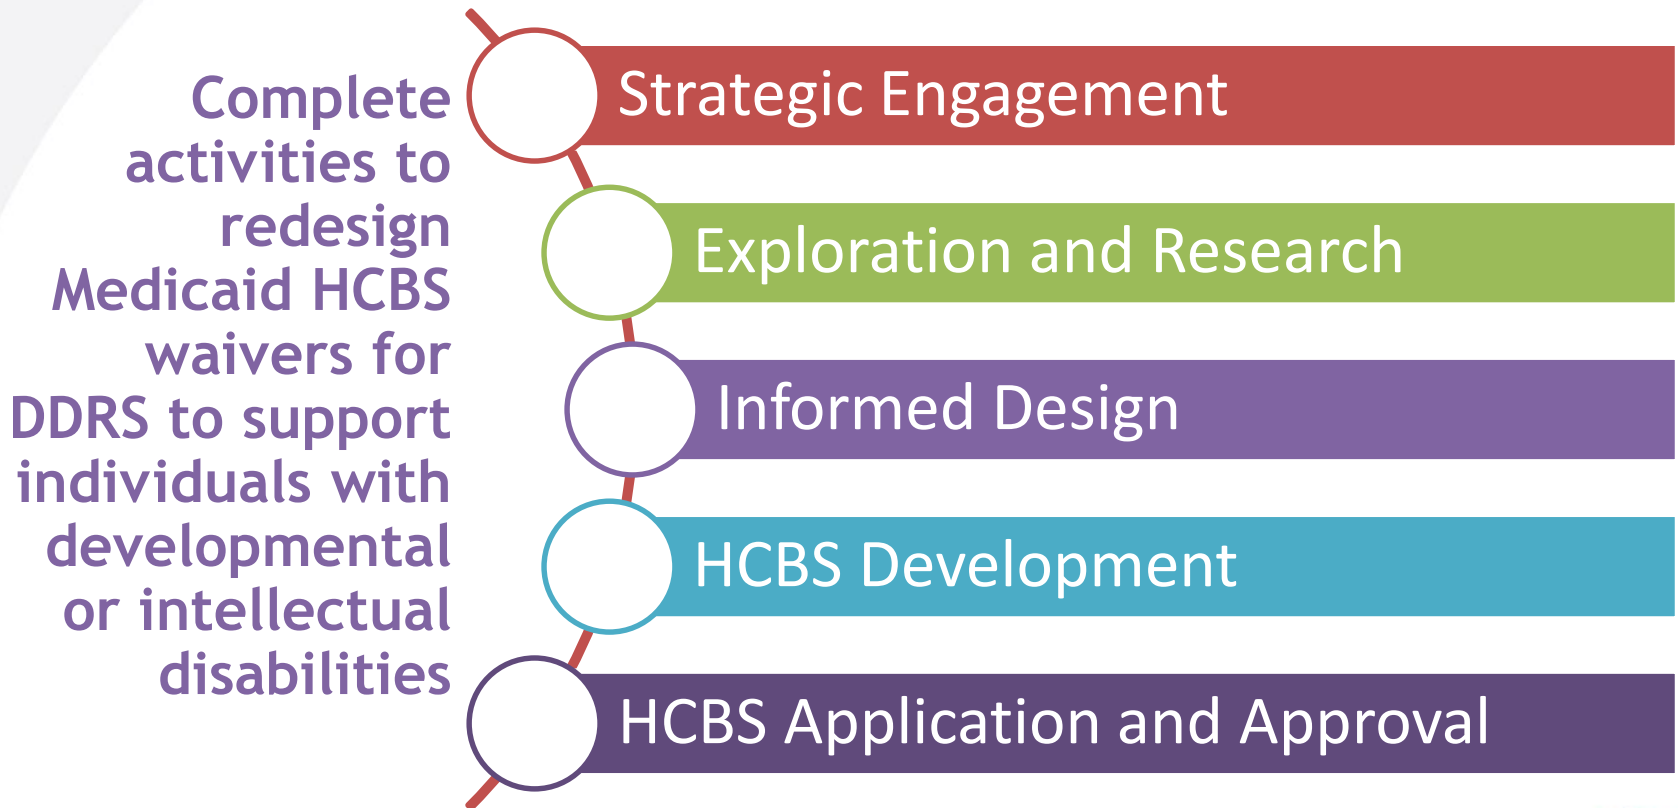 Complete
activities to
redesign
Medicaid HCBS
waivers for
DDRS to support
individuals with
developmental
or intellectual
disabilities
Strategic Engagement
Exploration and Research
Informed Design
HCBS Development
HCBS Application and Approval